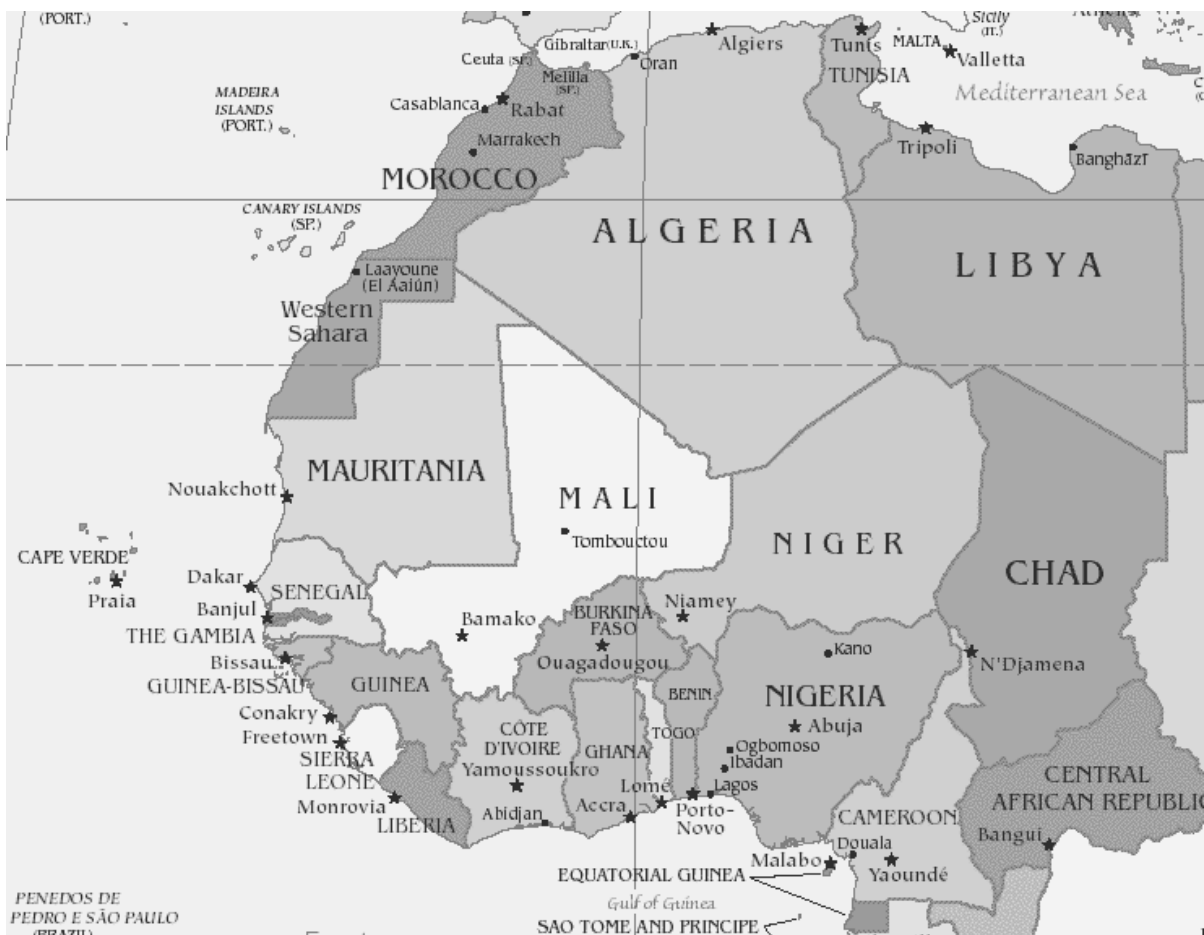 (PORT.)
Sicily
(IT.)
Gibraltar(U.K.)
Algiers
Tunis
MALTA
Valletta
Ceuta (SP.)
Oran
TUNISIA
Melilla
(SP.)
MADEIRA
ISLANDS
(PORT.)
Casablanca
Rabat
Mediterranean Sea
Marrakech
Tripoli
Banghāzī
MOROCCO
CANARY ISLANDS
(SP.)
ALGERIA
LIBYA
Laayoune
(El Aaiún)
Western
Sahara
MAURITANIA
Nouakchott
MALI
Tombouctou
NIGER
CAPE VERDE
CHAD
Praia
Dakar
SENEGAL
Banjul
THE GAMBIA
Bamako
BURKINA
FASO
Niamey
Ouagadougou
Kano
N'Djamena
Bissau
GUINEA-BISSAU
GUINEA
BENIN
NIGERIA
Conakry
Freetown
CÔTE
D'IVOIRE
GHANA
TOGO
Abuja
Ogbomoso
Ibadan
SIERRA
LEONE
Yamoussoukro
Monrovia
LIBERIA
Abidjan
Accra
Lomé
Lagos
Porto-
Novo
CENTRAL
AFRICAN REPUBLIC
CAMEROON
Bangui
Douala
Malabo
Yaoundé
EQUATORIAL GUINEA
Gulf of Guinea
SAO TOME AND PRINCIPE
PENEDOS DE
PEDRO E SÃO PAULO
(BRAZIL)